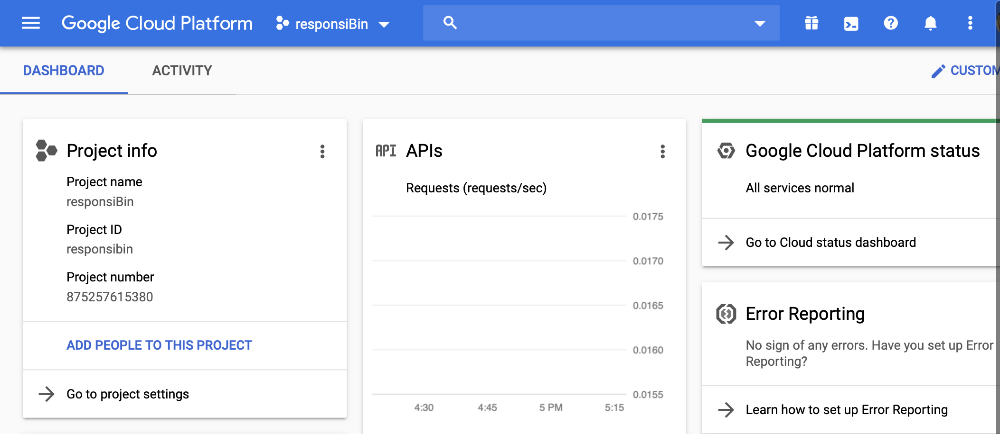 Google Cloud Platform
responsiBin
DASHBOARD
ACTIVITY
Project info
Project name
responsiBin
Project ID
responsibin
Project number
875257615380
ADD PEOPLE TO THIS PROJECT
Go to project settings
API
APIs
Requests (requests/sec)
0.0175
0.0170
0.0165
0.0160
0.0155
4:30
4:45
5 PM
5:15
Google Cloud Platform status
All services normal
Go to Cloud status dashboard
Error Reporting
No sign of any errors. Have you set up Error
Reporting?
Learn how to set up Error Reporting